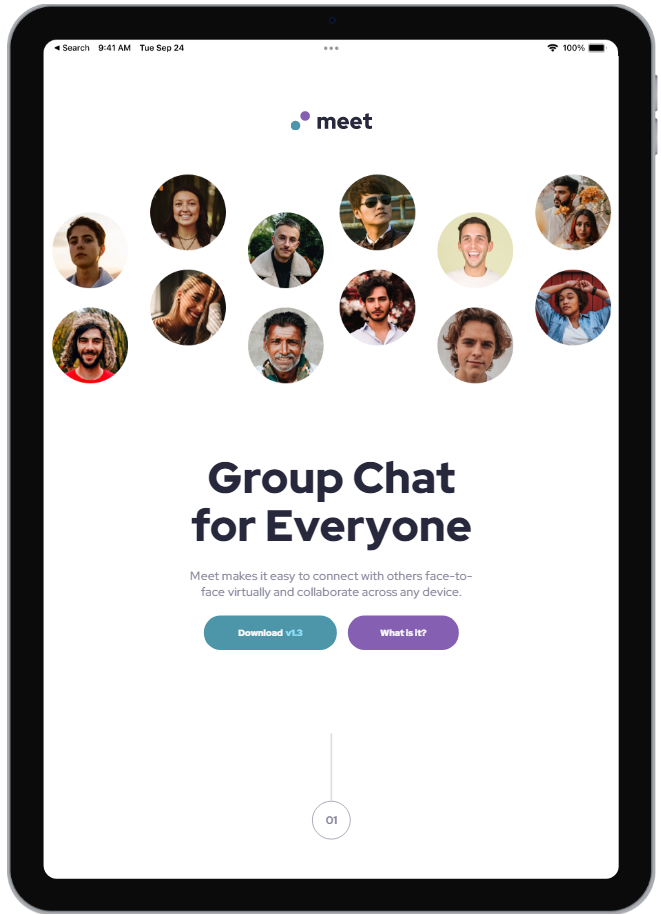 ◀ Search 9:41 AM Tue Sep 24 100%
meet
Group Chat
for Everyone
Meet makes it easy to connect with others face-to-
face virtually and collaborate across any device.
Download v1.3 What is it?
01